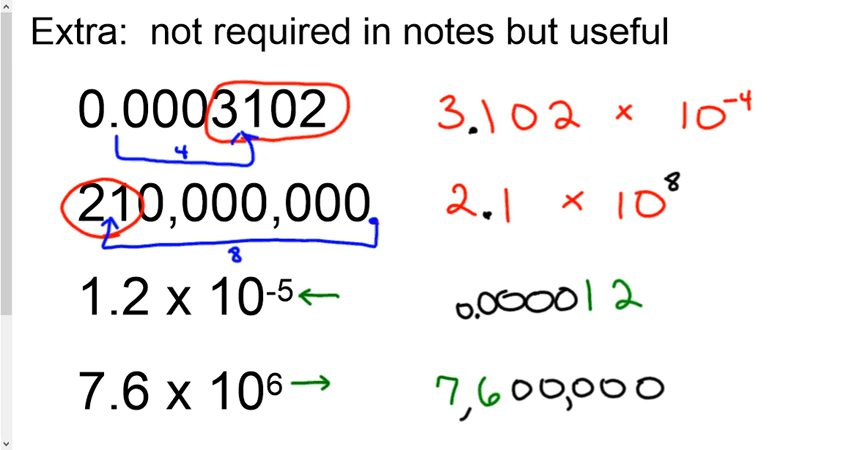 Extra: not required in notes but useful
0.0003102 3.102 × 10⁻⁴
4
210,000,000. 2.1 × 10⁸
8
1.2 x 10⁻⁵ ← 0.000012
7.6 x 10⁶ → 7,600,000